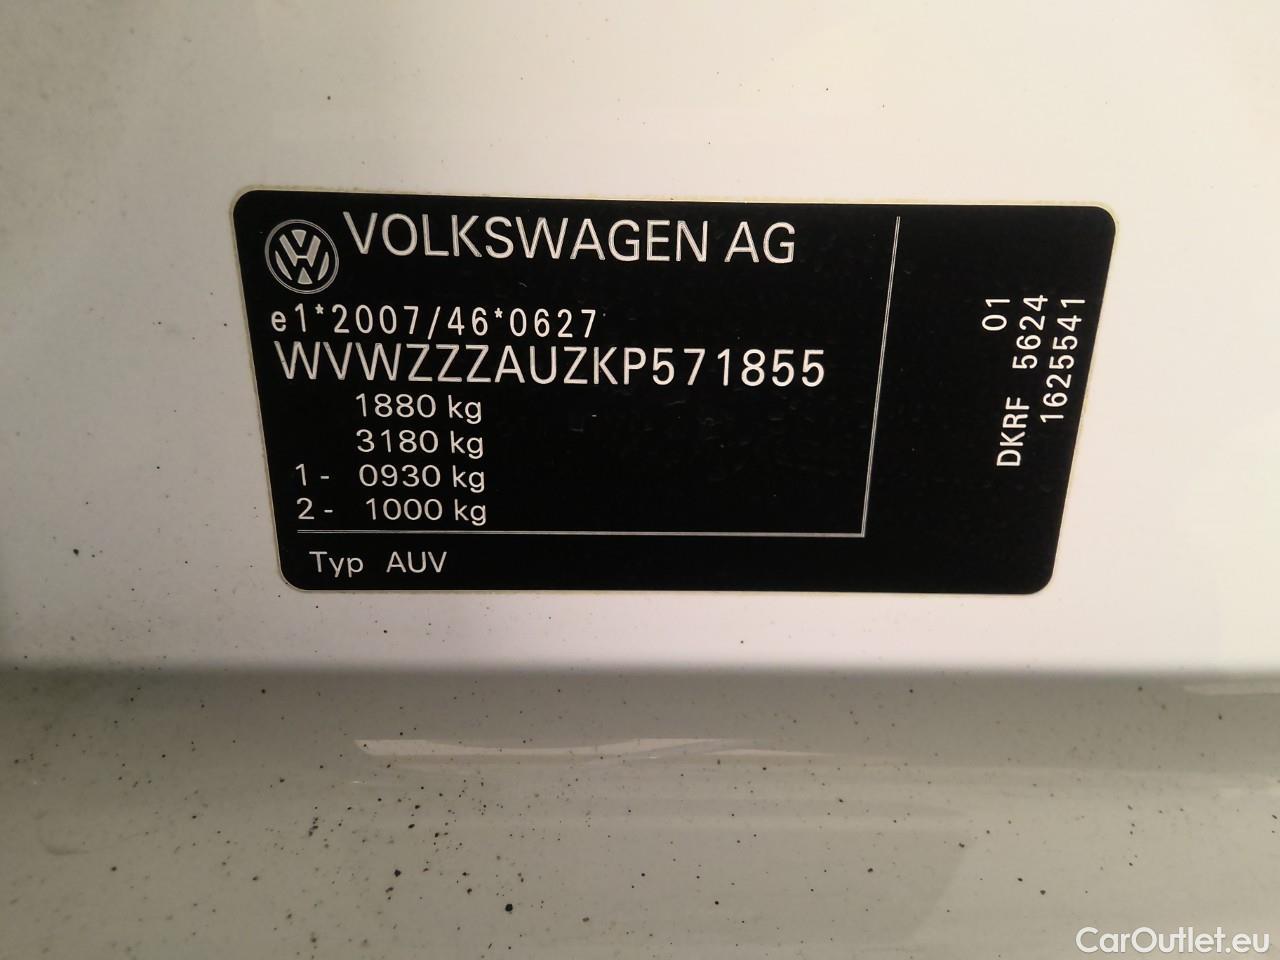 VOLKSWAGEN AG
e1*2007/46*0627
WVWZZZAUZKP571855
1880 kg
3180 kg
1- 0930 kg
2- 1000 kg
Typ AUV
01
DKRF 5624
1625541
CarOutlet.eu